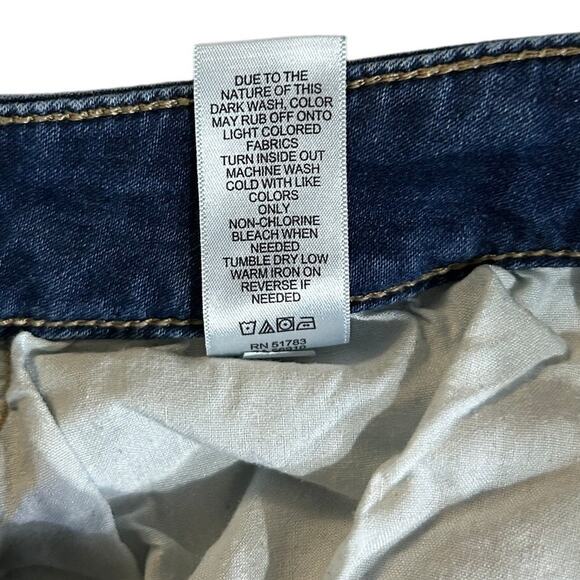 DUE TO THE
NATURE OF THIS
DARK WASH, COLOR
MAY RUB OFF ONTO
LIGHT COLORED
FABRICS
TURN INSIDE OUT
MACHINE WASH
COLD WITH LIKE
COLORS
ONLY
NON-CHLORINE
BLEACH WHEN
NEEDED
TUMBLE DRY LOW
WARM IRON ON
REVERSE IF
NEEDED
RN 51783